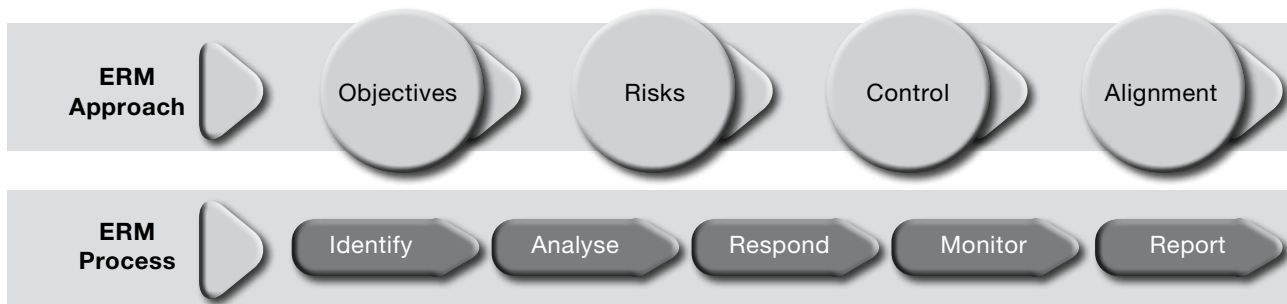 ERM
Approach
Objectives
Risks
Control
Alignment
ERM
Process
Identify
Analyse
Respond
Monitor
Report